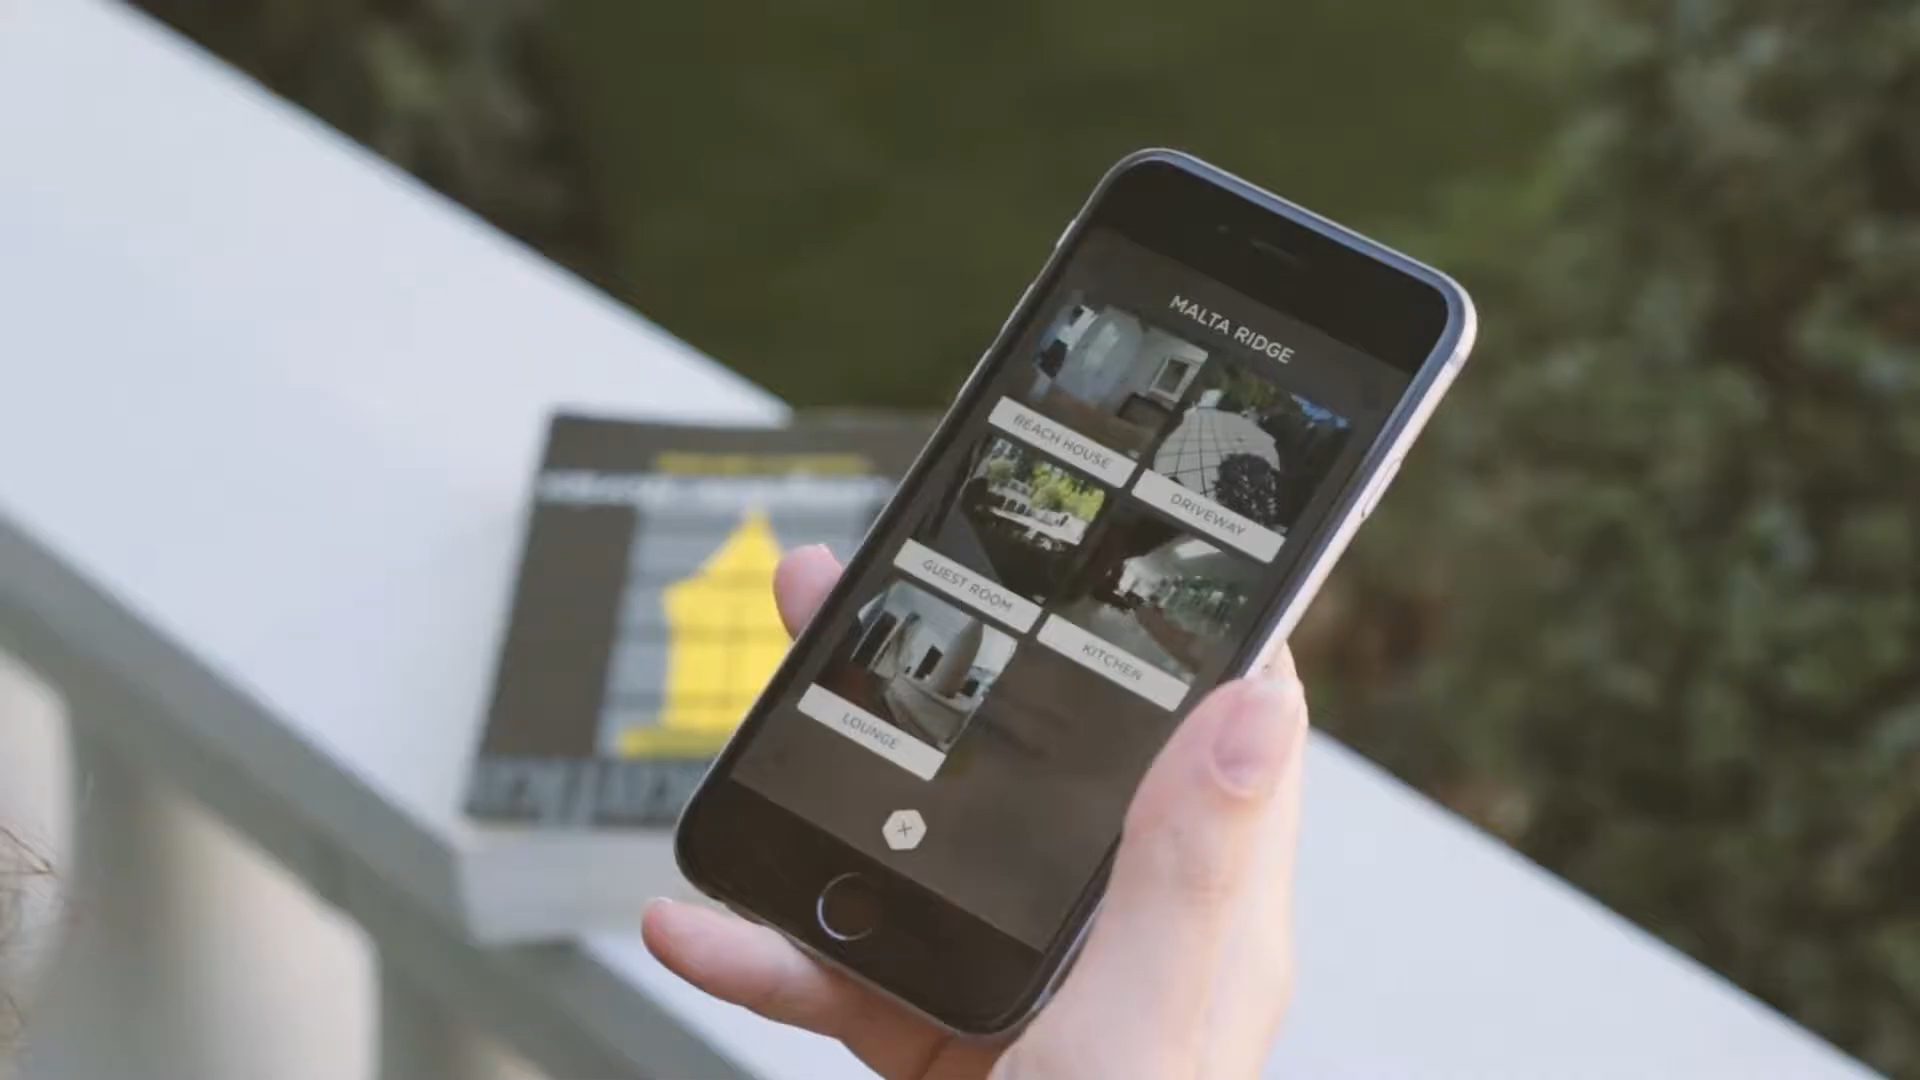 MALTA RIDGE
BEACH HOUSE
DRIVEWAY
GUEST ROOM
KITCHEN
LOUNGE
X